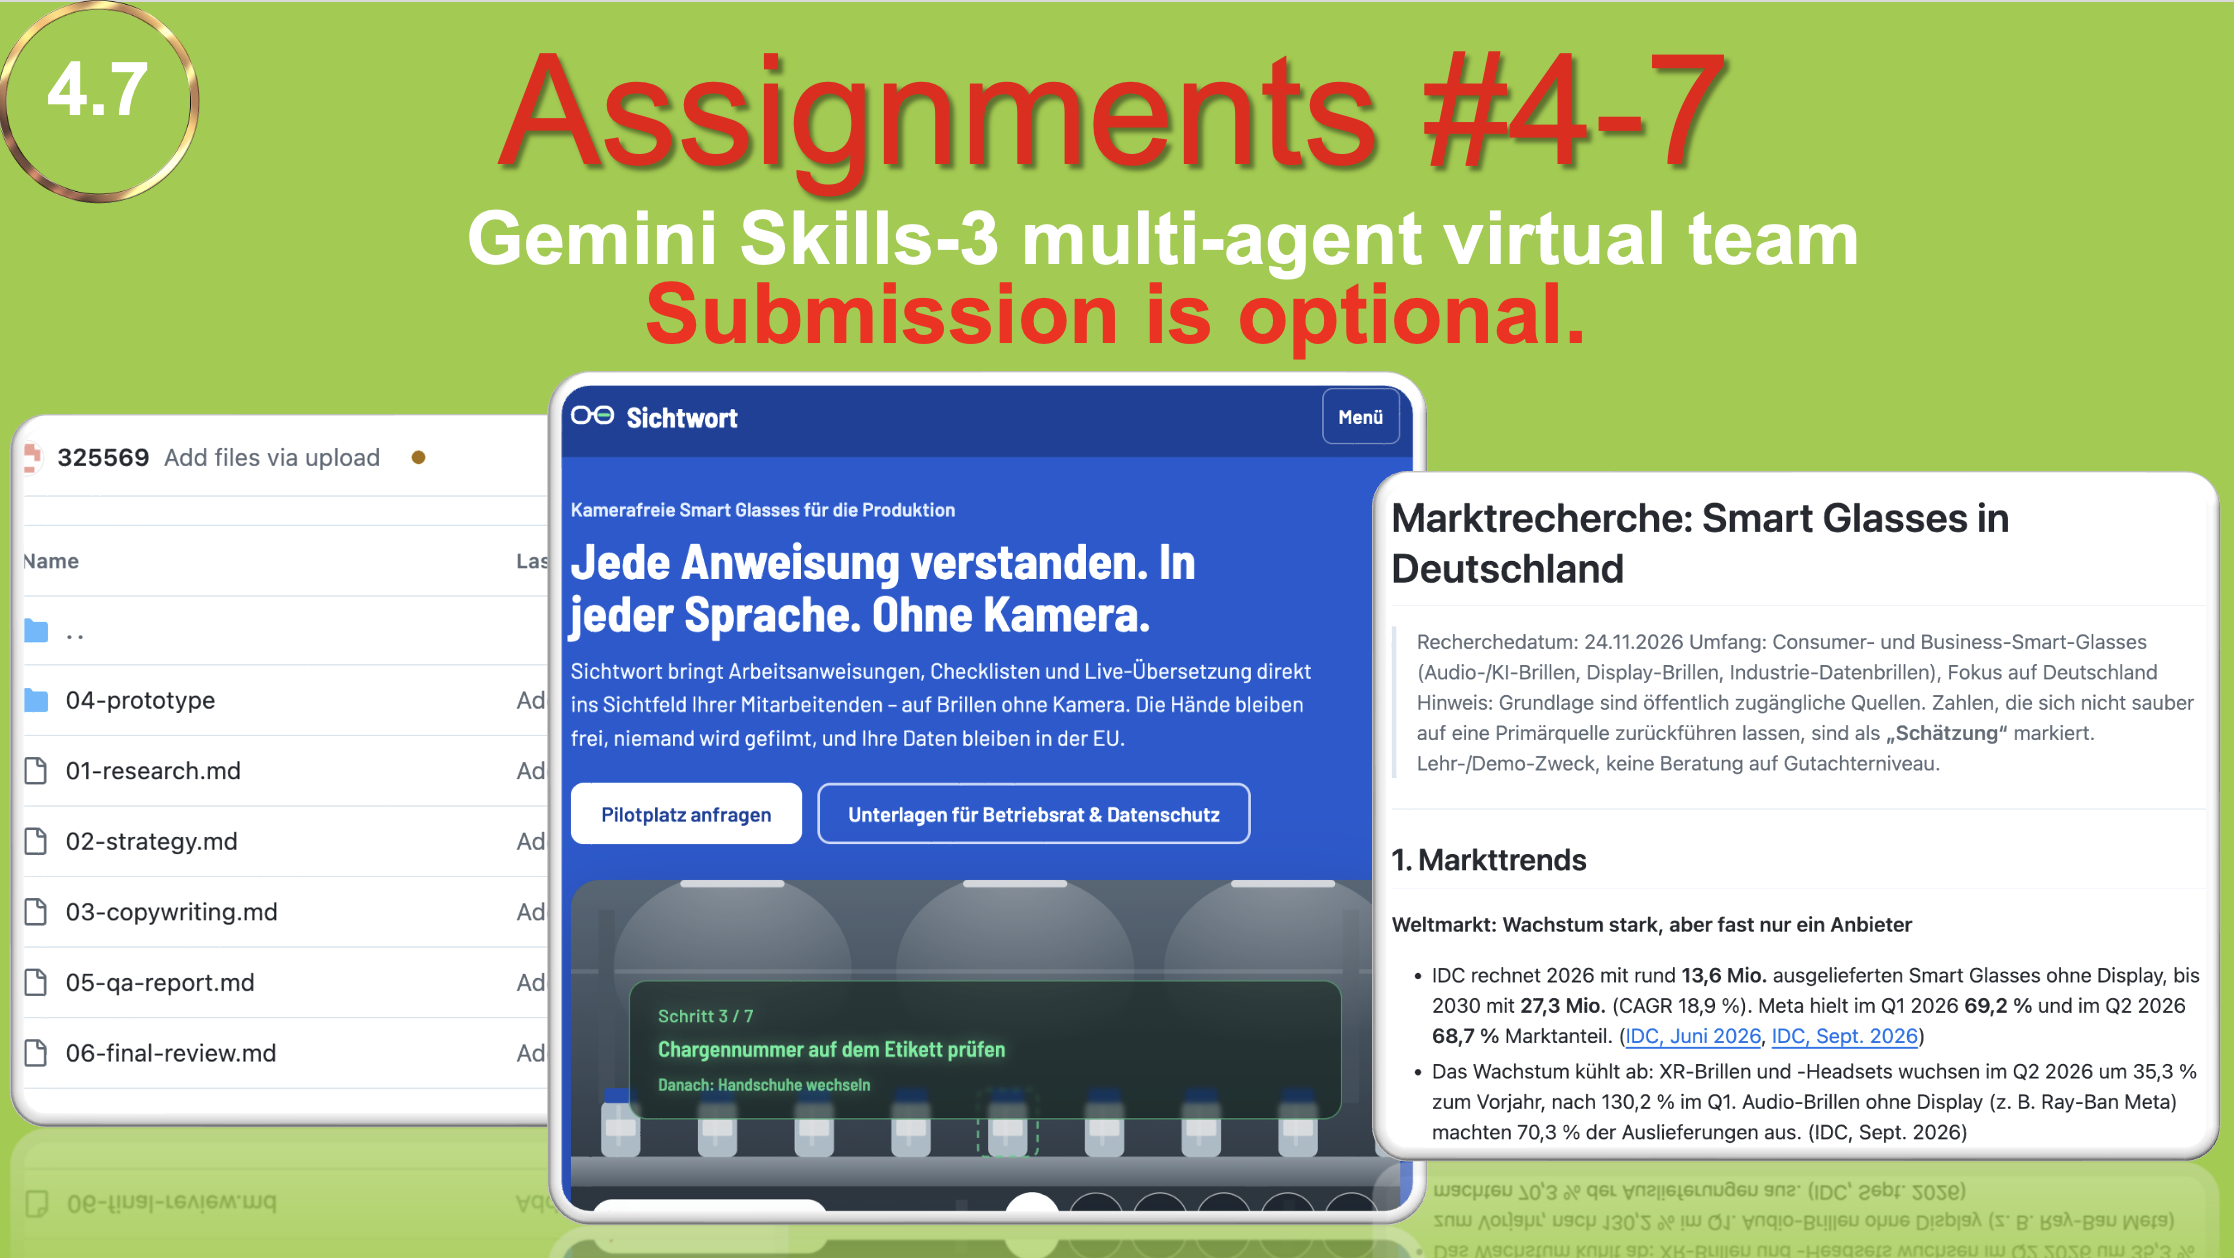 4.7
Assignments #4-7
Gemini Skills-3 multi-agent virtual team
Submission is optional.
325569 Add files via upload
Name Las
..
04-prototype Ad
01-research.md Ad
02-strategy.md Ad
03-copywriting.md Ad
05-qa-report.md Ad
06-final-review.md Ad
Sichtwort
Menü
Kamerafreie Smart Glasses für die Produktion
Jede Anweisung verstanden. In
jeder Sprache. Ohne Kamera.
Sichtwort bringt Arbeitsanweisungen, Checklisten und Live-Übersetzung direkt
ins Sichtfeld Ihrer Mitarbeitenden – auf Brillen ohne Kamera. Die Hände bleiben
frei, niemand wird gefilmt, und Ihre Daten bleiben in der EU.
Pilotplatz anfragen
Unterlagen für Betriebsrat & Datenschutz
Schritt 3 / 7
Chargennummer auf dem Etikett prüfen
Danach: Handschuhe wechseln
Marktrecherche: Smart Glasses in
Deutschland
Recherchedatum: 24.11.2026 Umfang: Consumer- und Business-Smart-Glasses
(Audio-/KI-Brillen, Display-Brillen, Industrie-Datenbrillen), Fokus auf Deutschland
Hinweis: Grundlage sind öffentlich zugängliche Quellen. Zahlen, die sich nicht sauber
auf eine Primärquelle zurückführen lassen, sind als „Schätzung“ markiert.
Lehr-/Demo-Zweck, keine Beratung auf Gutachterniveau.
1. Markttrends
Weltmarkt: Wachstum stark, aber fast nur ein Anbieter
• IDC rechnet 2026 mit rund 13,6 Mio. ausgelieferten Smart Glasses ohne Display, bis
2030 mit 27,3 Mio. (CAGR 18,9 %). Meta hielt im Q1 2026 69,2 % und im Q2 2026
68,7 % Marktanteil. (IDC, Juni 2026, IDC, Sept. 2026)
• Das Wachstum kühlt ab: XR-Brillen und -Headsets wuchsen im Q2 2026 um 35,3 %
zum Vorjahr, nach 130,2 % im Q1. Audio-Brillen ohne Display (z. B. Ray-Ban Meta)
machten 70,3 % der Auslieferungen aus. (IDC, Sept. 2026)